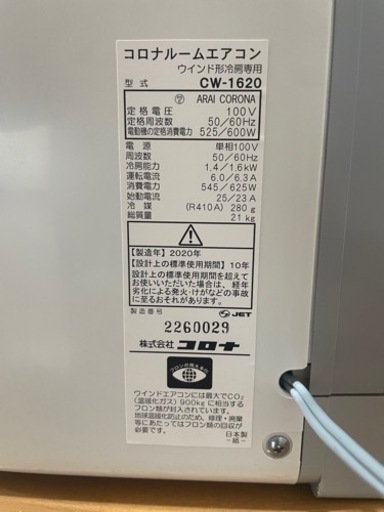 コロナルームエアコン
ウインド形冷房専用
型式 CW-1620
ARAI CORONA
定格電圧 100V
定格周波数 50/60Hz
電動機の定格消費電力 525/600W
電源 単相100V
周波数 50/60Hz
冷房能力 1.4/1.6kW
運転電流 6.0/6.3A
消費電力 545/625W
始動電流 25/23A
冷媒 (R410A) 280g
総質量 21kg
【製造年】2020年
【設計上の標準使用期間】10年
設計上の標準使用期間を超えて
お使いいただいた場合は、経年
劣化による発火・けが等の事故
に至るおそれがあります。
製造番号 JET
2260029
株式会社コロナ
ウインドエアコンには最大でCO₂
(温暖化ガス)900kgに相当する
フロン類が封入されています。
地球温暖化防止のため、修理・廃棄
等にあたってはフロン類の回収が
必要です。
日本製
-紙-